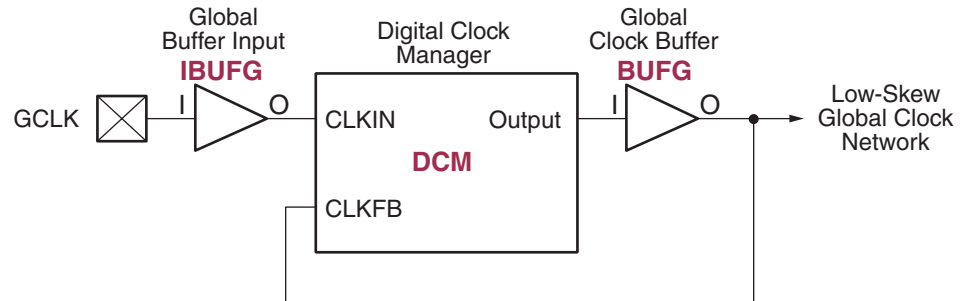 Global
Buffer Input
IBUFG
Digital Clock
Manager
Global
Clock Buffer
BUFG
GCLK
I
O
CLKIN
Output
I
O
Low-Skew
Global Clock
Network
DCM
CLKFB